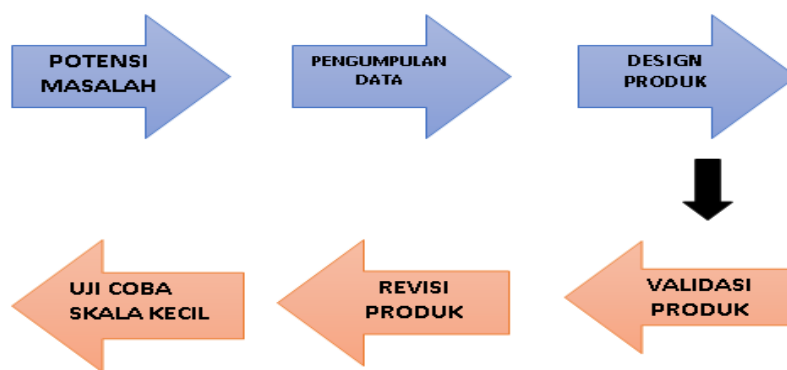 POTENSI
MASALAH
PENGUMPULAN
DATA
DESIGN
PRODUK
VALIDASI
PRODUK
REVISI
PRODUK
UJI COBA
SKALA KECIL